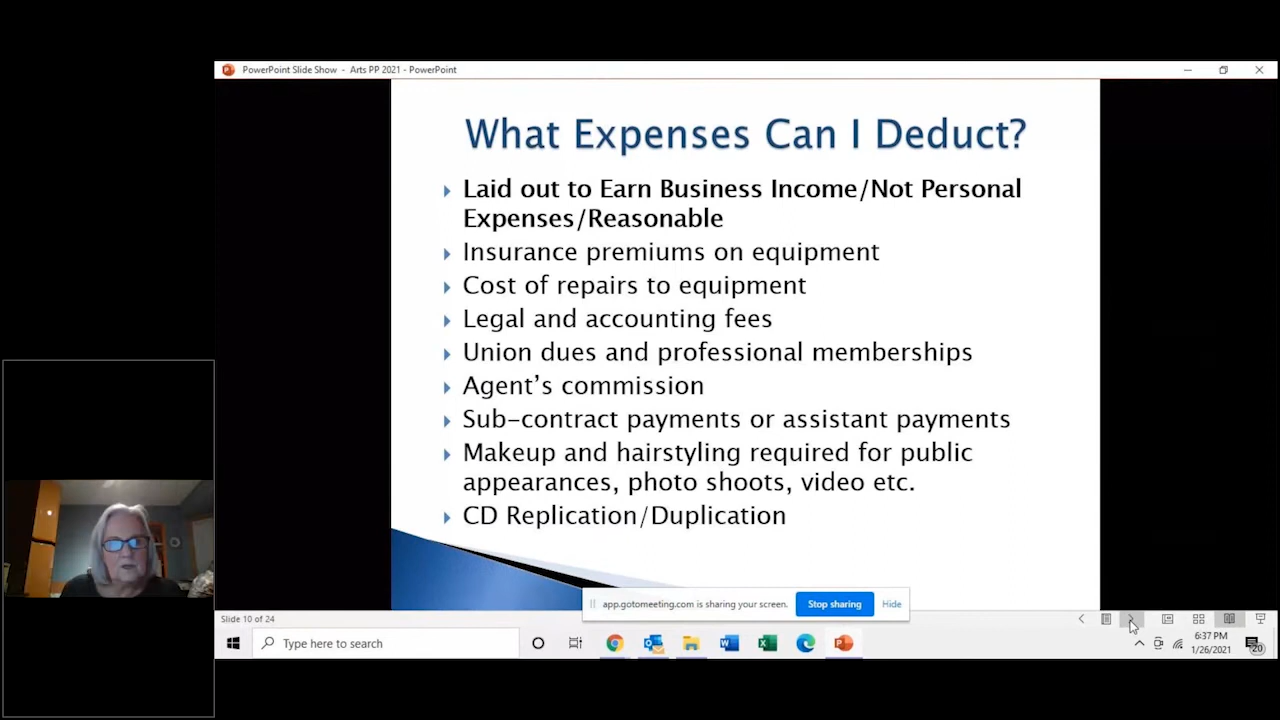 PowerPoint Slide Show - Arts PP 2021 - PowerPoint
What Expenses Can I Deduct?
Laid out to Earn Business Income/Not Personal
Expenses/Reasonable
Insurance premiums on equipment
Cost of repairs to equipment
Legal and accounting fees
Union dues and professional memberships
Agent's commission
Sub-contract payments or assistant payments
Makeup and hairstyling required for public
appearances, photo shoots, video etc.
CD Replication/Duplication
app.gotomeeting.com is sharing your screen.
Stop sharing
Hide
Slide 10 of 24
Type here to search
6:37 PM
1/26/2021
20